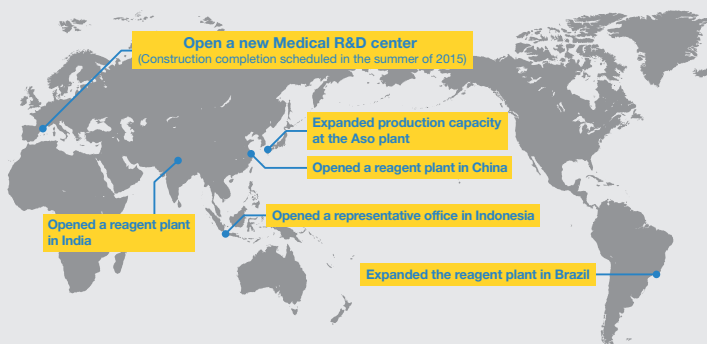 Open a new Medical R&D center
(Construction completion scheduled in the summer of 2015)
Expanded production capacity
at the Aso plant
Opened a reagent plant in China
Opened a reagent plant
in India
Opened a representative office in Indonesia
Expanded the reagent plant in Brazil